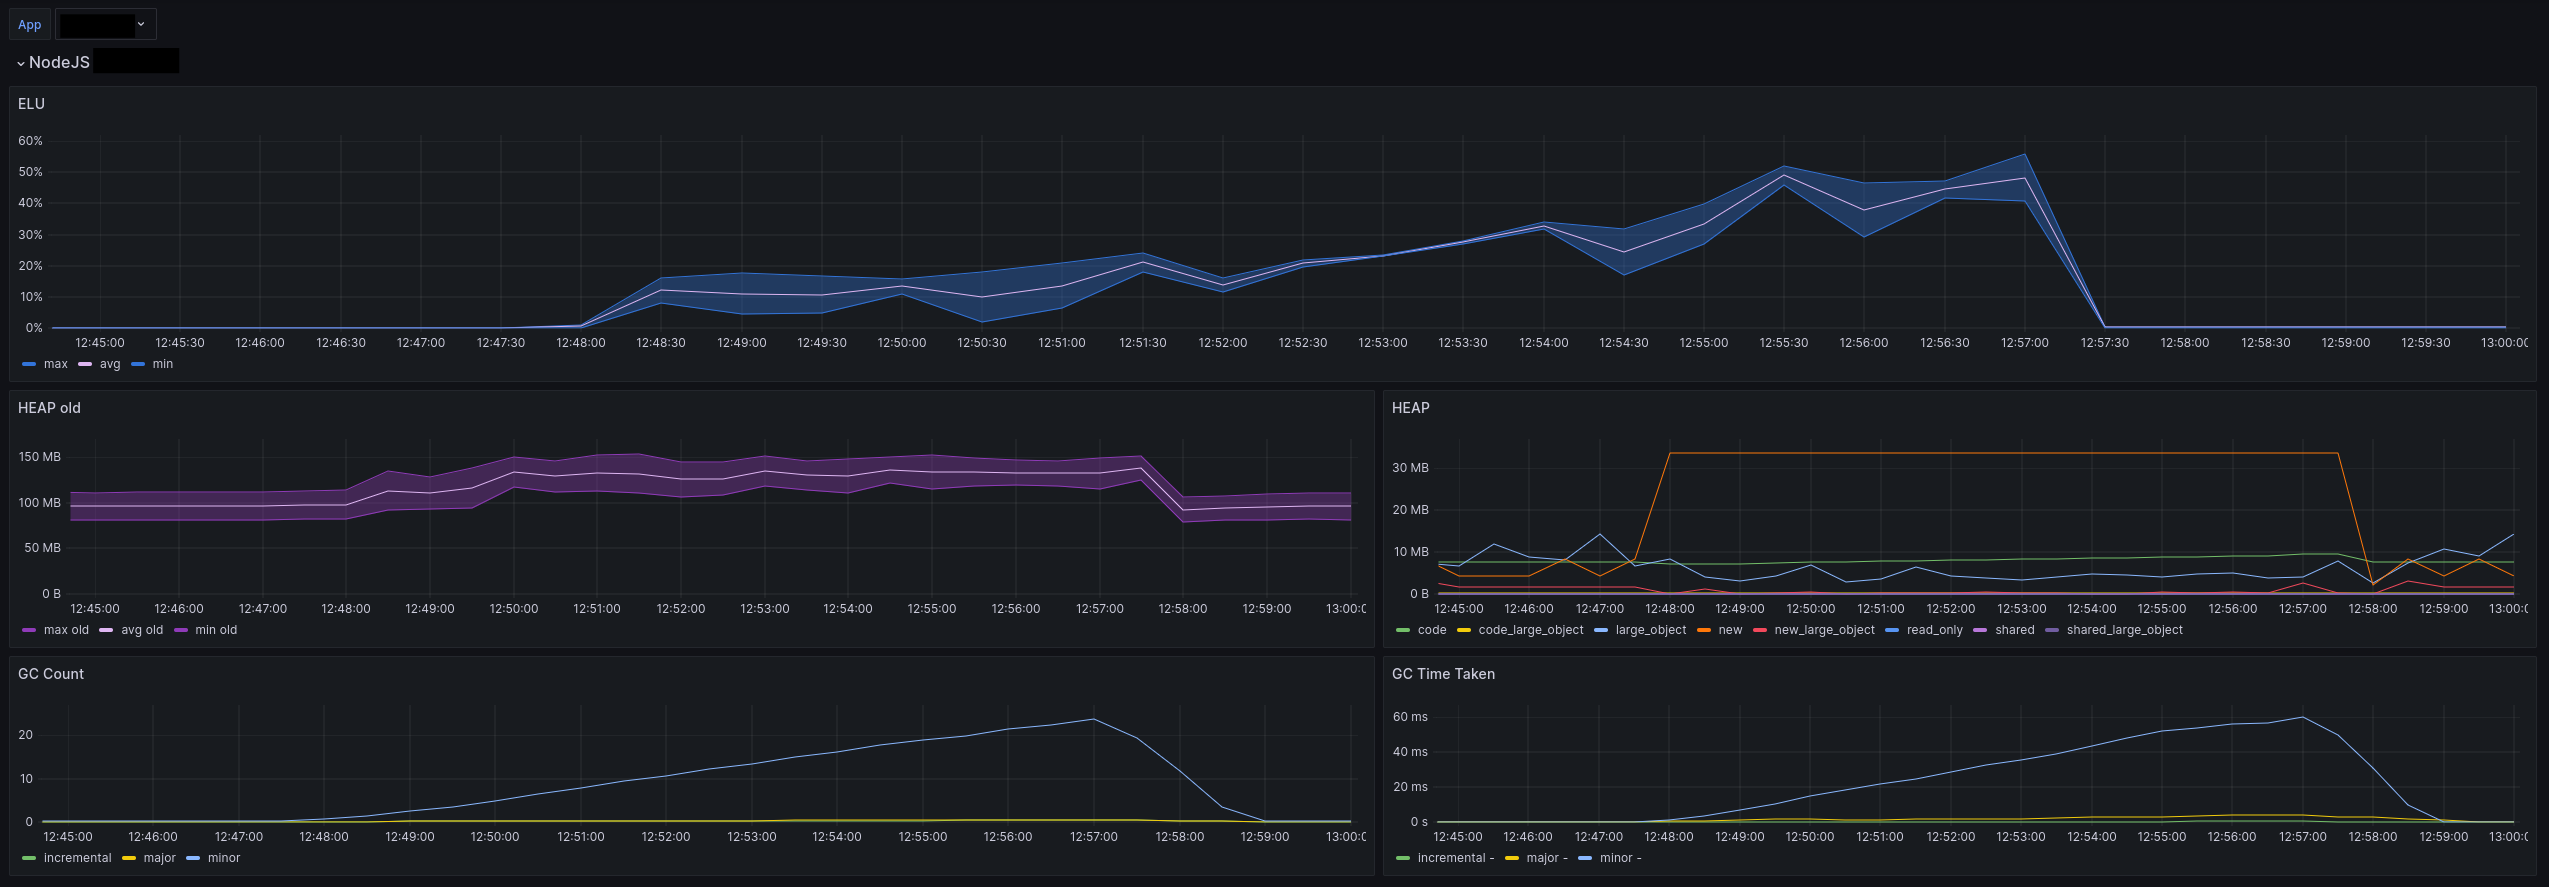 App
NodeJS
ELU
60%
50%
40%
30%
20%
10%
0%
12:45:00 12:45:30 12:46:00 12:46:30 12:47:00 12:47:30 12:48:00 12:48:30 12:49:00 12:49:30 12:50:00 12:50:30 12:51:00 12:51:30 12:52:00 12:52:30 12:53:00 12:53:30 12:54:00 12:54:30 12:55:00 12:55:30 12:56:00 12:56:30 12:57:00 12:57:30 12:58:00 12:58:30 12:59:00 12:59:30 13:00:00
max avg min
HEAP old
150 MB
100 MB
50 MB
0 B
12:45:00 12:46:00 12:47:00 12:48:00 12:49:00 12:50:00 12:51:00 12:52:00 12:53:00 12:54:00 12:55:00 12:56:00 12:57:00 12:58:00 12:59:00 13:00:0
max old avg old min old
HEAP
30 MB
20 MB
10 MB
0 B
12:45:00 12:46:00 12:47:00 12:48:00 12:49:00 12:50:00 12:51:00 12:52:00 12:53:00 12:54:00 12:55:00 12:56:00 12:57:00 12:58:00 12:59:00 13:00:0
code code_large_object large_object new new_large_object read_only shared shared_large_object
GC Count
20
10
0
12:45:00 12:46:00 12:47:00 12:48:00 12:49:00 12:50:00 12:51:00 12:52:00 12:53:00 12:54:00 12:55:00 12:56:00 12:57:00 12:58:00 12:59:00 13:00:0
incremental major minor
GC Time Taken
60 ms
40 ms
20 ms
0 s
12:45:00 12:46:00 12:47:00 12:48:00 12:49:00 12:50:00 12:51:00 12:52:00 12:53:00 12:54:00 12:55:00 12:56:00 12:57:00 12:58:00 12:59:00 13:00:0
incremental - major - minor -